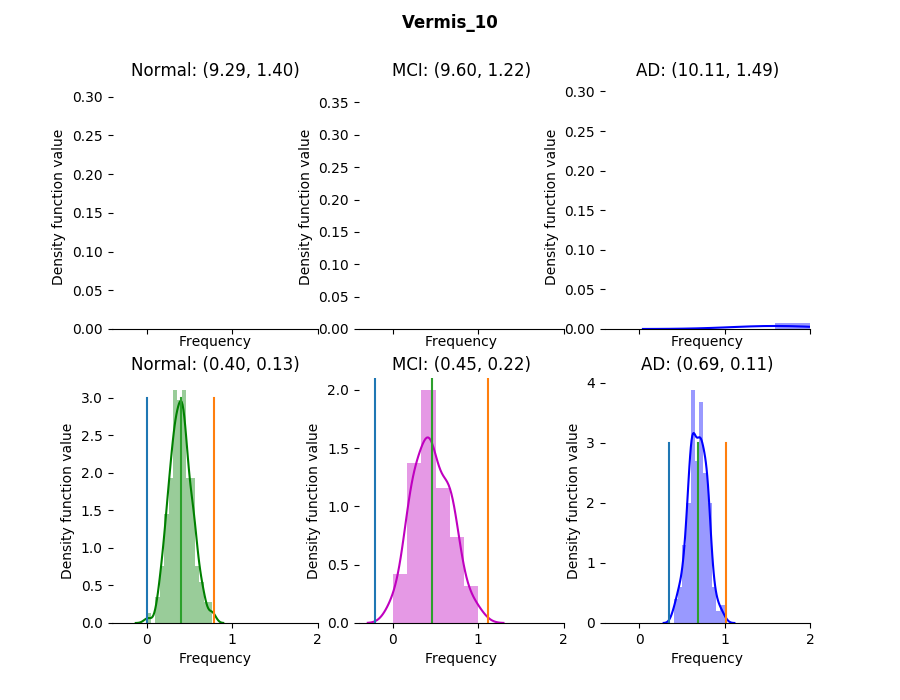 Vermis_10
Normal: (9.29, 1.40)
MCI: (9.60, 1.22)
AD: (10.11, 1.49)
Density function value
0.30
0.25
0.20
0.15
0.10
0.05
0.00
0 1 2
Frequency
Density function value
0.35
0.30
0.25
0.20
0.15
0.10
0.05
0.00
Frequency
Density function value
0.30
0.25
0.20
0.15
0.10
0.05
0.00
Frequency
Normal: (0.40, 0.13)
MCI: (0.45, 0.22)
AD: (0.69, 0.11)
Density function value
3.0
2.5
2.0
1.5
1.0
0.5
0.0
0 1 2
Frequency
Density function value
2.0
1.5
1.0
0.5
0.0
0 1 2
Frequency
Density function value
4
3
2
1
0
0 1 2
Frequency